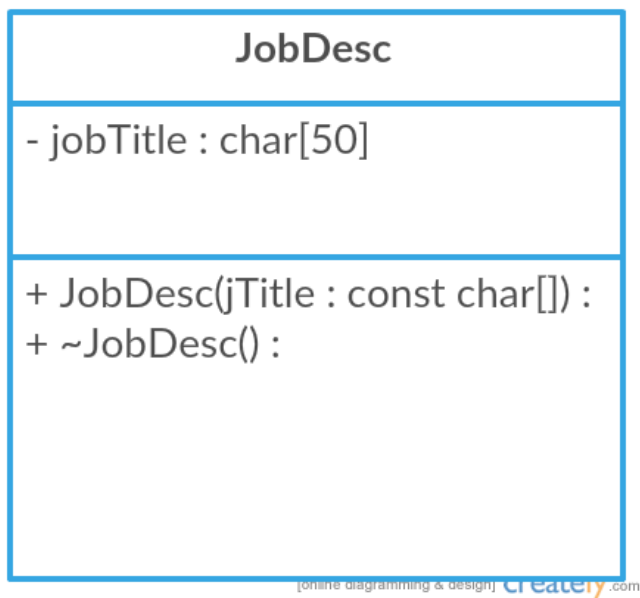 JobDesc
- jobTitle : char[50]
+ JobDesc(jTitle : const char[]) :
+ ~JobDesc() :
[online diagramming & design] creately.com